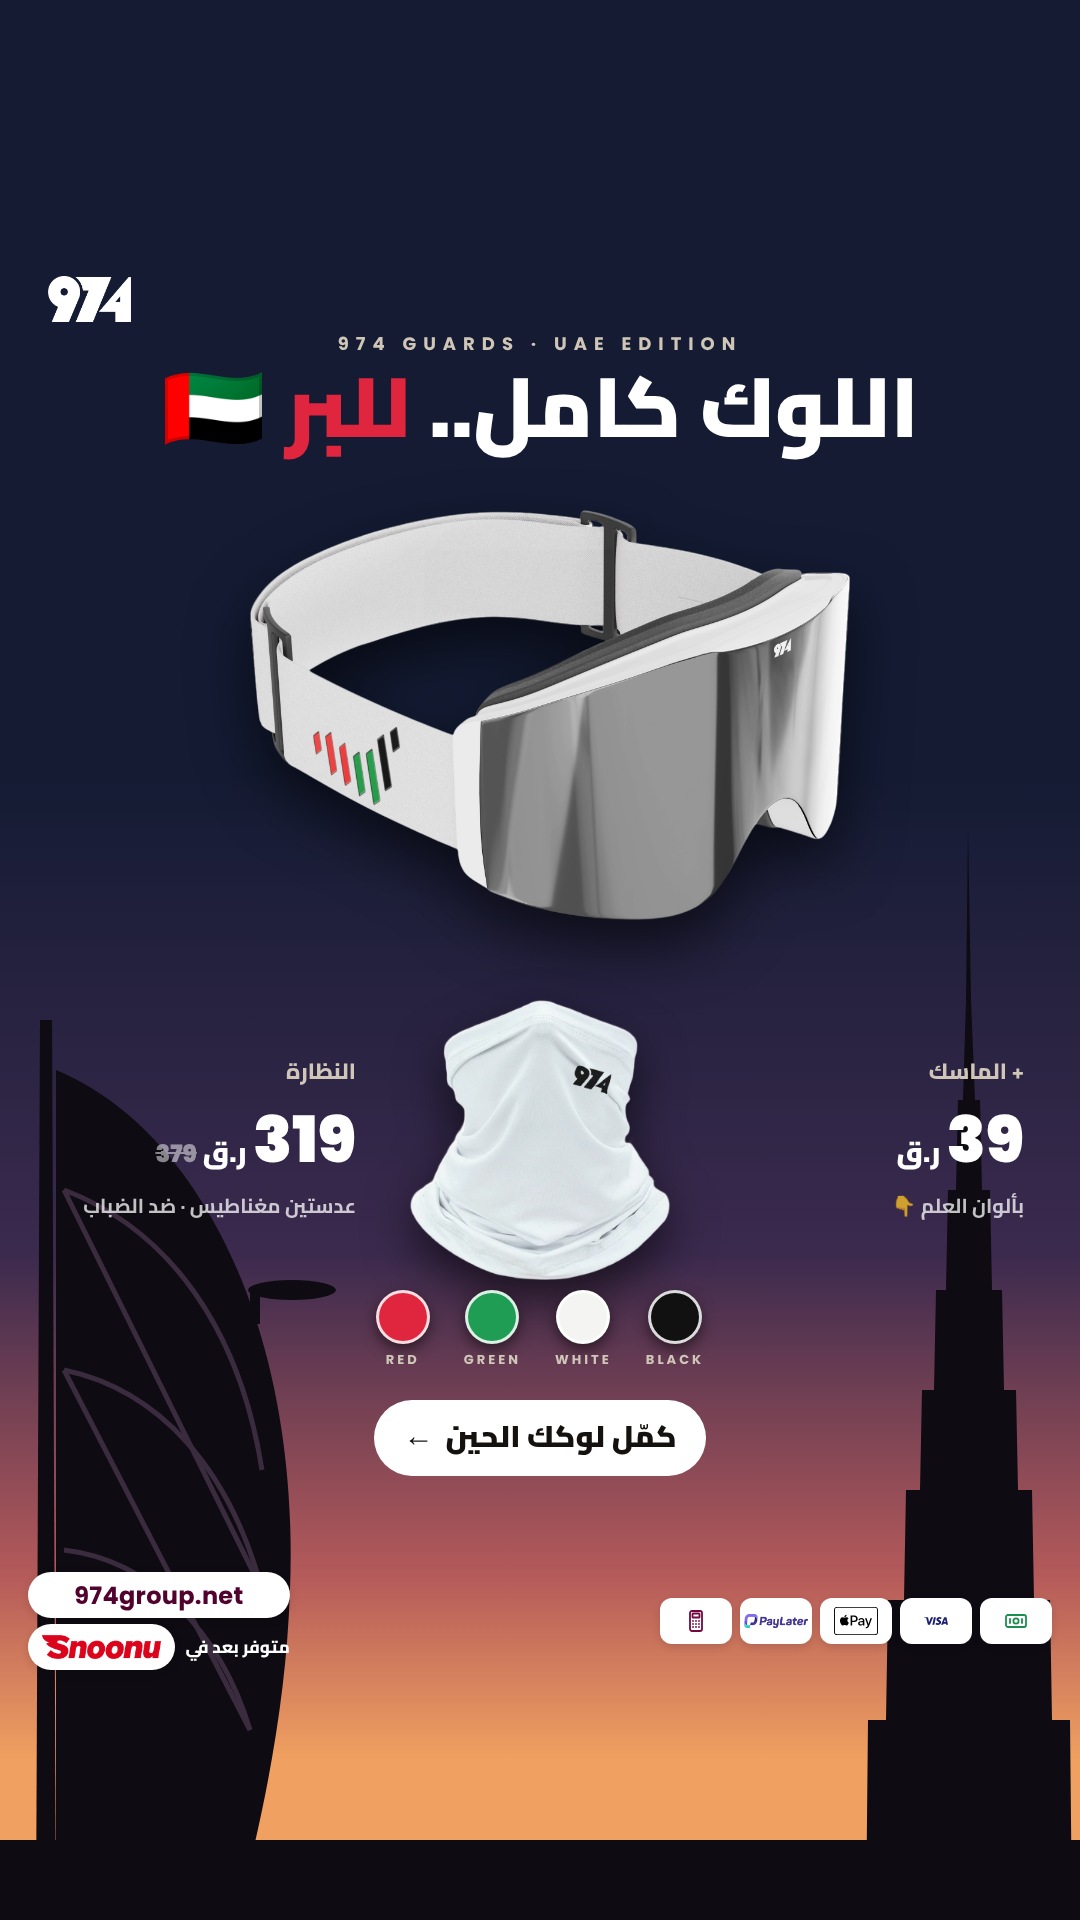 974
974 GUARDS · UAE EDITION
اللوك كامل.. للبر 🇦🇪
974
974
+ الماسك
39 ر.ق
بألوان العلم 👇
النظارة
319 ر.ق 379
عدستين مغناطيس · ضد الضباب
RED GREEN WHITE BLACK
كمّل لوكك الحين ←
974group.net
متوفر بعد في Snoonu
PayLater Pay VISA